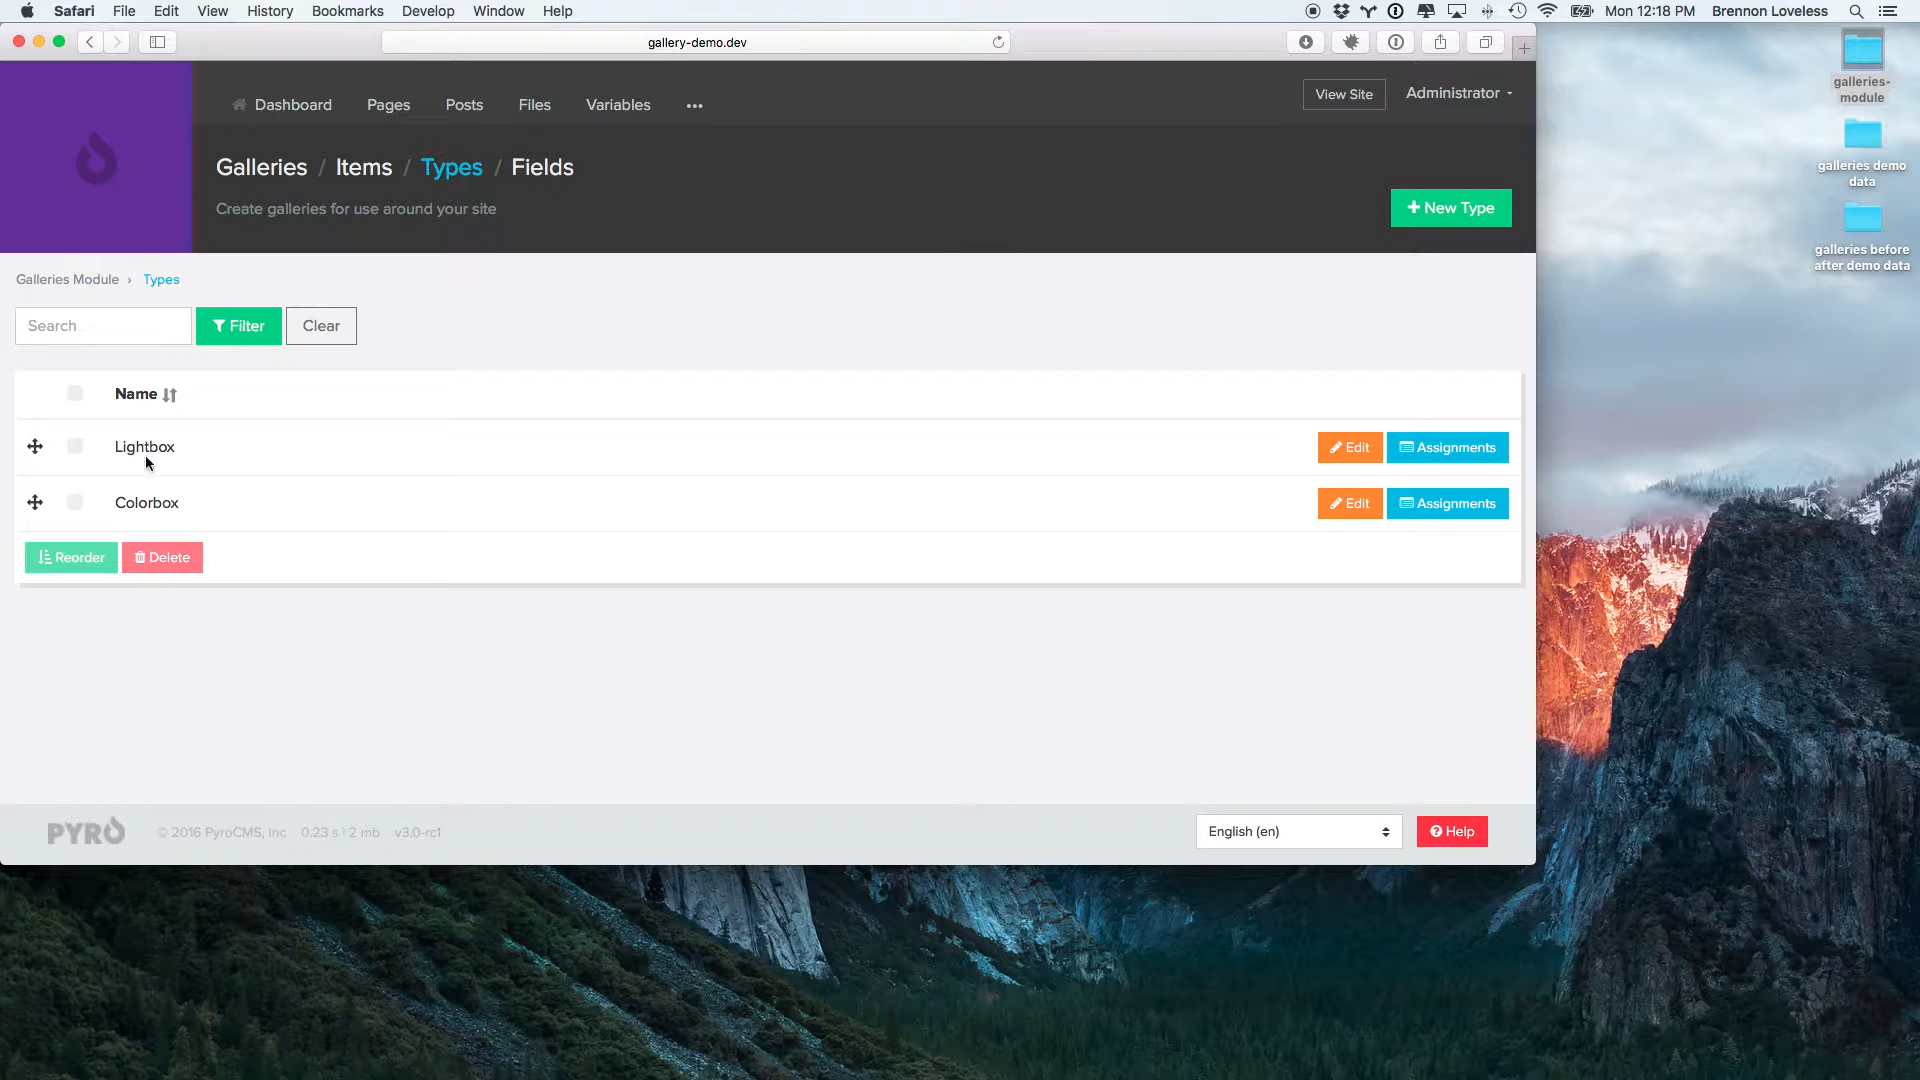 Safari File Edit View History Bookmarks Develop Window Help Mon 12:18 PM Brennon Loveless
gallery-demo.dev
Dashboard Pages Posts Files Variables ••• View Site Administrator
Galleries / Items / Types / Fields
Create galleries for use around your site
+ New Type
Galleries Module › Types
Search Filter Clear
Name
Lightbox Edit Assignments
Colorbox Edit Assignments
Reorder Delete
PYRO © 2016 PyroCMS, Inc 0.23 s | 2 mb v3.0-rc1 English (en) Help
galleries-
module
galleries demo
data
galleries before
after demo data